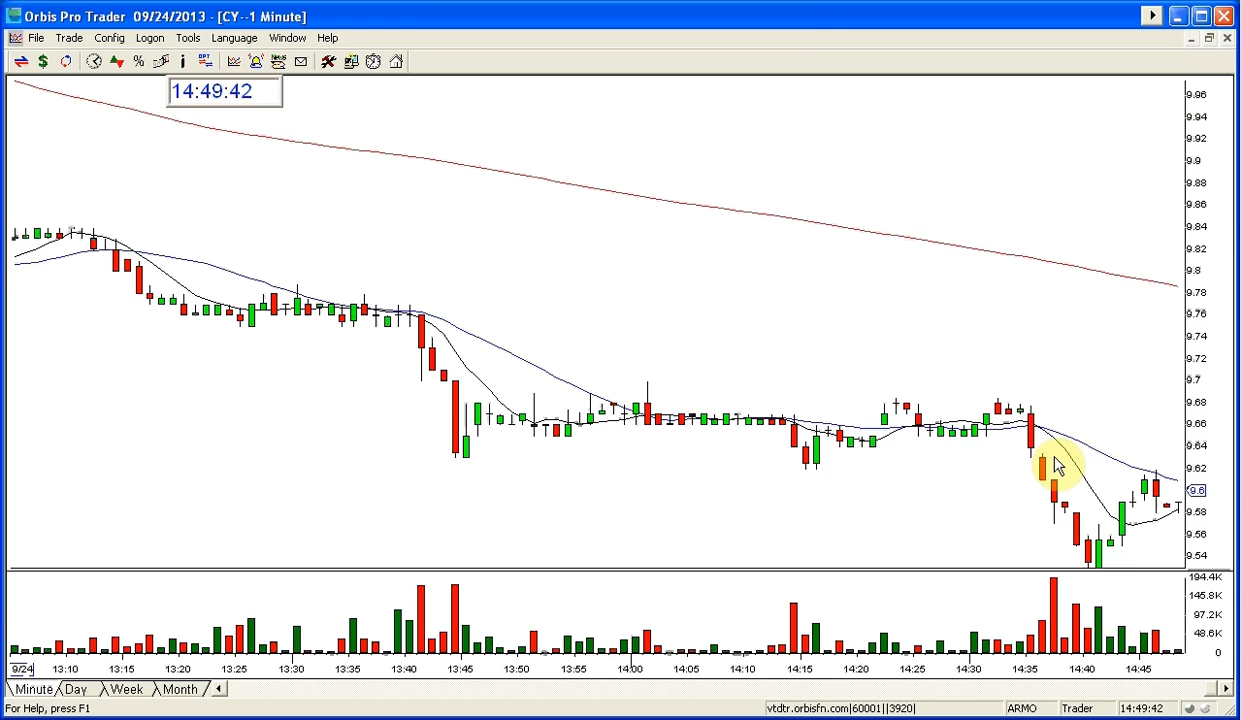 Orbis Pro Trader 09/24/2013 - [CY--1 Minute]
File Trade Config Logon Tools Language Window Help
14:49:42
9.96
9.94
9.92
9.9
9.88
9.86
9.84
9.82
9.8
9.78
9.76
9.74
9.72
9.7
9.68
9.66
9.64
9.62
9.6
9.58
9.56
9.54
194.4K
145.8K
97.2K
48.6K
0
9/24 13:10 13:15 13:20 13:25 13:30 13:35 13:40 13:45 13:50 13:55 14:00 14:05 14:10 14:15 14:20 14:25 14:30 14:35 14:40 14:45
Minute Day Week Month
For Help, press F1 vtdtr.orbisfn.com|60001||3920| ARMO Trader 14:49:42